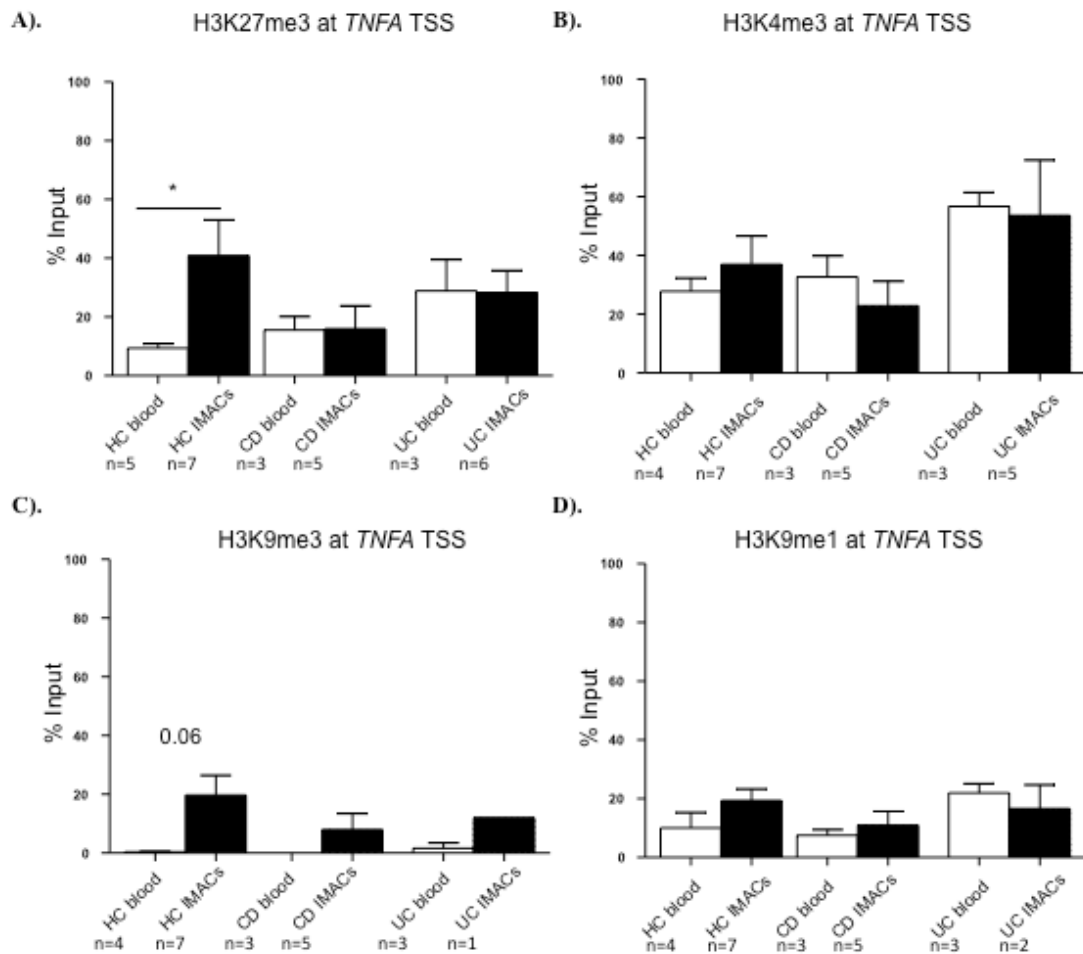 A).
H3K27me3 at TNFA TSS
% Input
100
80
60
40
20
0
*
HC blood
HC IMACs
CD blood
CD IMACs
UC blood
UC IMACs
n=5 n=7 n=3 n=5 n=3 n=6
B).
H3K4me3 at TNFA TSS
% Input
100
80
60
40
20
0
HC blood
HC IMACs
CD blood
CD IMACs
UC blood
UC IMACs
n=4 n=7 n=3 n=5 n=3 n=5
C).
H3K9me3 at TNFA TSS
% Input
100
80
60
40
20
0
0.06
HC blood
HC IMACs
CD blood
CD IMACs
UC blood
UC IMACs
n=4 n=7 n=3 n=5 n=3 n=1
D).
H3K9me1 at TNFA TSS
% Input
100
80
60
40
20
0
HC blood
HC IMACs
CD blood
CD IMACs
UC blood
UC IMACs
n=4 n=7 n=3 n=5 n=3 n=2